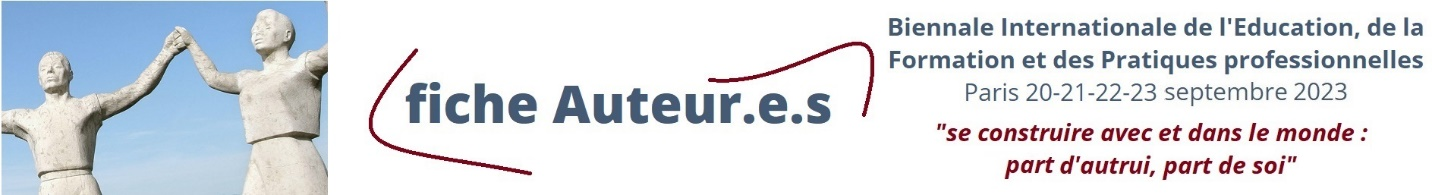 fiche Auteur.e.s
Biennale Internationale de l'Education, de la
Formation et des Pratiques professionnelles
Paris 20-21-22-23 septembre 2023
"se construire avec et dans le monde :
part d'autrui, part de soi"